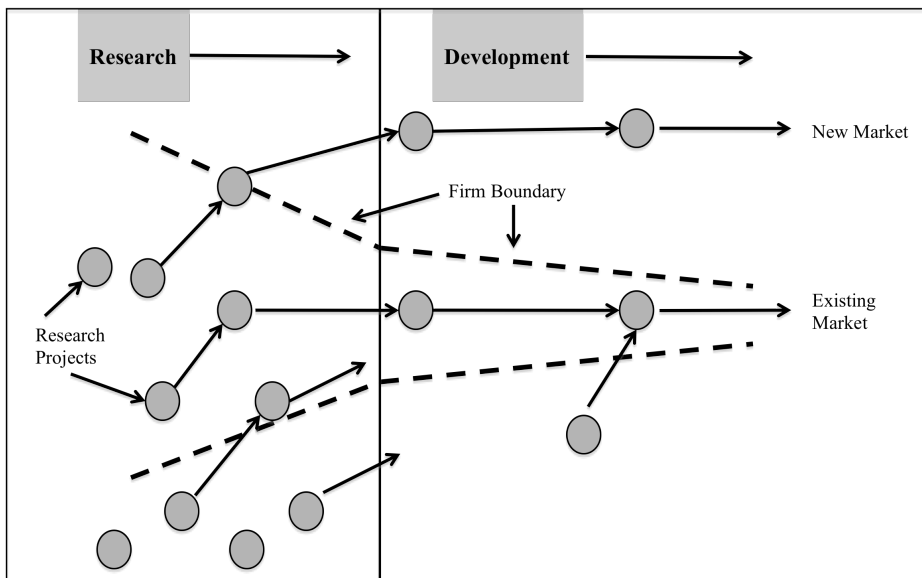 Research
Development
New Market
Firm Boundary
Existing
Market
Research
Projects